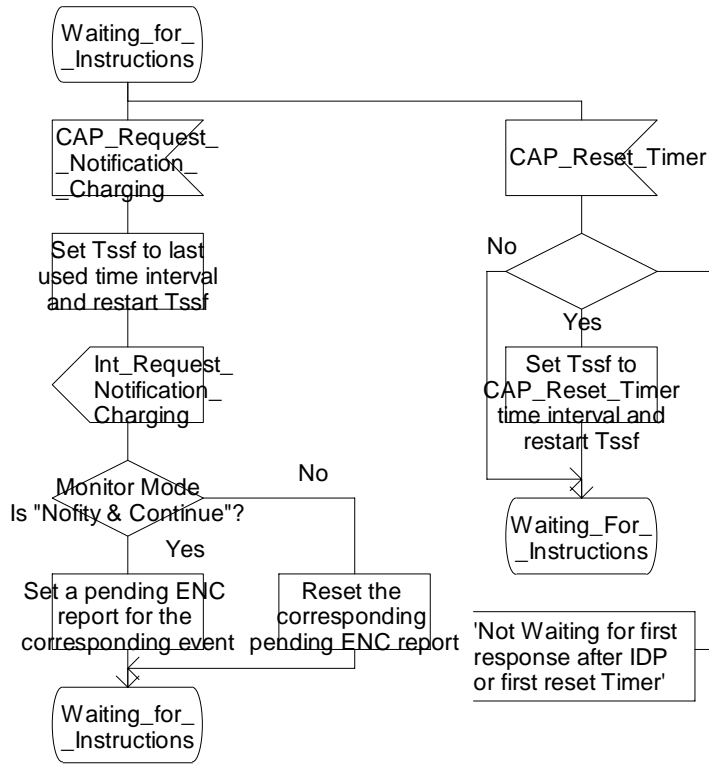 Waiting_for_
_Instructions
CAP_Request_
_Notification_
_Charging
Set Tssf to last
used time interval
and restart Tssf
Int_Request_
Notification_
Charging
Monitor Mode
Is "Nofity & Continue"?
No
Yes
Set a pending ENC
report for the
corresponding event
Reset the
corresponding
pending ENC report
Waiting_for_
_Instructions
CAP_Reset_Timer
No
Yes
Set Tssf to
CAP_Reset_Timer
time interval and
restart Tssf
Waiting_For_
_Instructions
'Not Waiting for first
response after IDP
or first reset Timer'